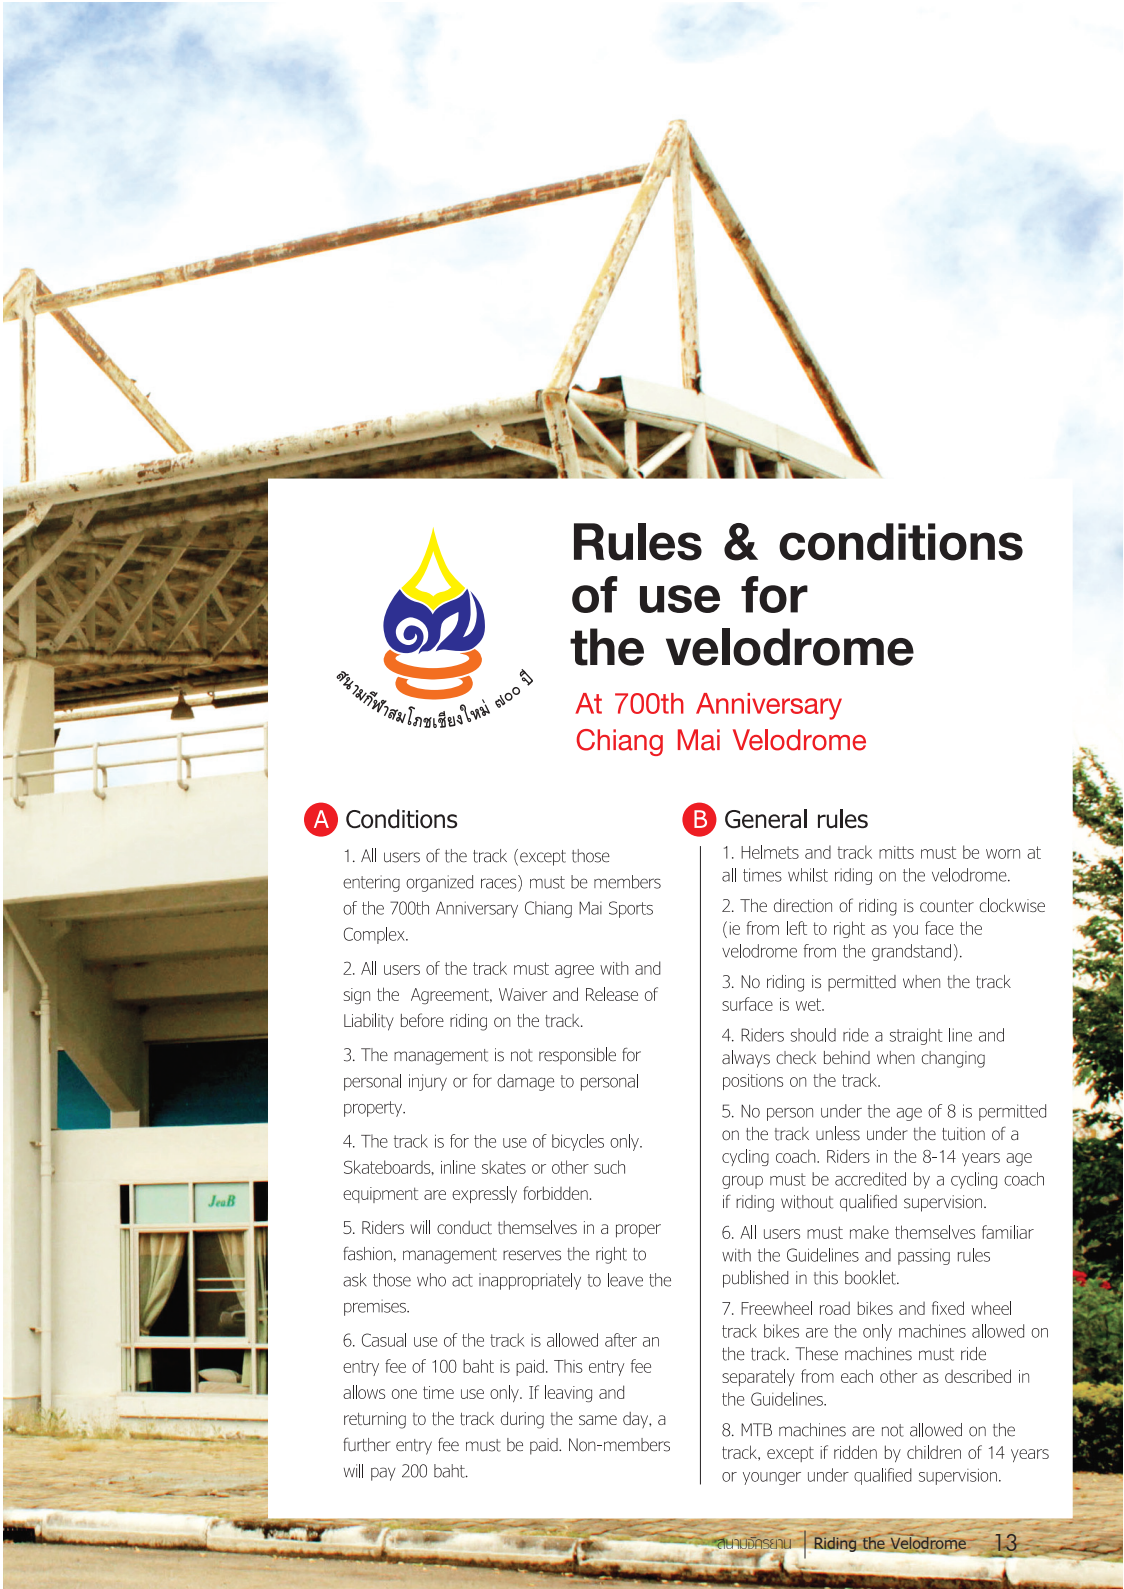 สนามกีฬาสมโภชเชียงใหม่ ๗๐๐ ปี
Rules & conditions
of use for
the velodrome
At 700th Anniversary
Chiang Mai Velodrome
A Conditions
1. All users of the track (except those
entering organized races) must be members
of the 700th Anniversary Chiang Mai Sports
Complex.
2. All users of the track must agree with and
sign the  Agreement, Waiver and Release of
Liability before riding on the track.
3. The management is not responsible for
personal injury or for damage to personal
property.
4. The track is for the use of bicycles only.
Skateboards, inline skates or other such
equipment are expressly forbidden.
5. Riders will conduct themselves in a proper
fashion, management reserves the right to
ask those who act inappropriately to leave the
premises.
6. Casual use of the track is allowed after an
entry fee of 100 baht is paid. This entry fee
allows one time use only. If leaving and
returning to the track during the same day, a
further entry fee must be paid. Non-members
will pay 200 baht.
B General rules
1. Helmets and track mitts must be worn at
all times whilst riding on the velodrome.
2. The direction of riding is counter clockwise
(ie from left to right as you face the
velodrome from the grandstand).
3. No riding is permitted when the track
surface is wet.
4. Riders should ride a straight line and
always check behind when changing
positions on the track.
5. No person under the age of 8 is permitted
on the track unless under the tuition of a
cycling coach. Riders in the 8-14 years age
group must be accredited by a cycling coach
if riding without qualified supervision.
6. All users must make themselves familiar
with the Guidelines and passing rules
published in this booklet.
7. Freewheel road bikes and fixed wheel
track bikes are the only machines allowed on
the track. These machines must ride
separately from each other as described in
the Guidelines.
8. MTB machines are not allowed on the
track, except if ridden by children of 14 years
or younger under qualified supervision.
JeaB
สนามจักรยาน | Riding the Velodrome 13